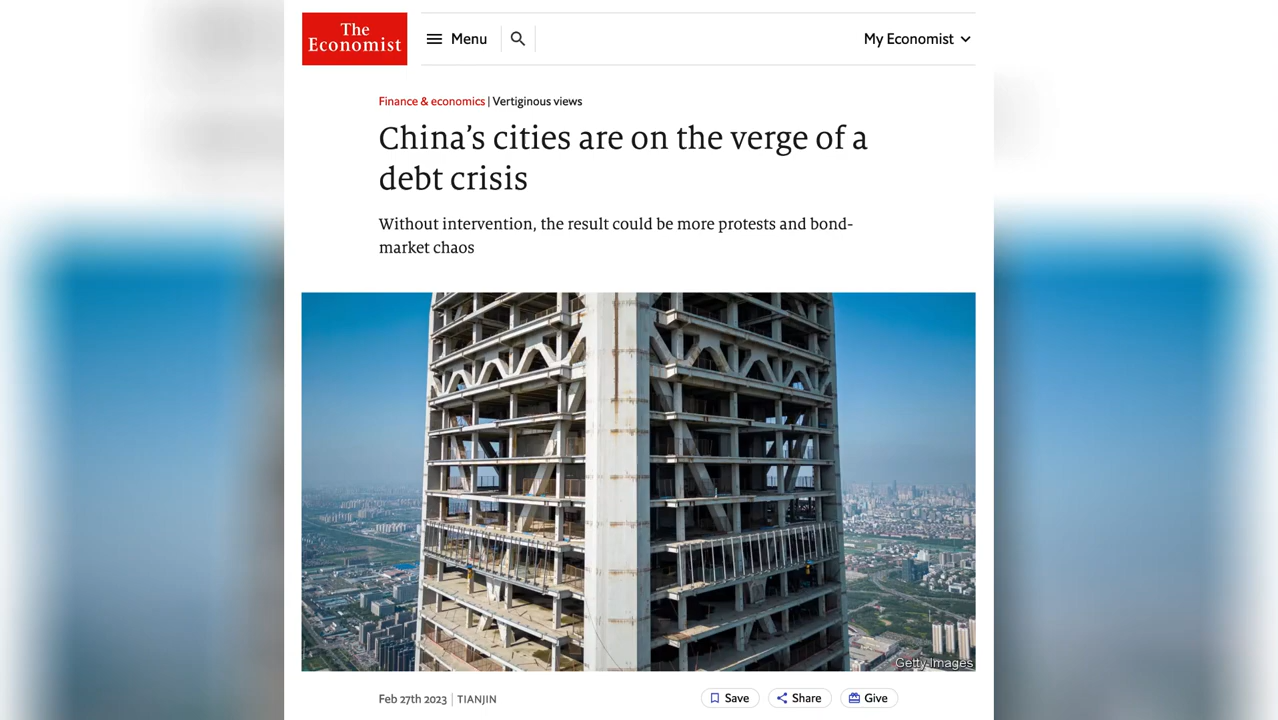 The
Economist
Menu
My Economist
Finance & economics | Vertiginous views
China's cities are on the verge of a
debt crisis
Without intervention, the result could be more protests and bond-
market chaos
Getty Images
Feb 27th 2023 | TIANJIN
Save
Share
Give